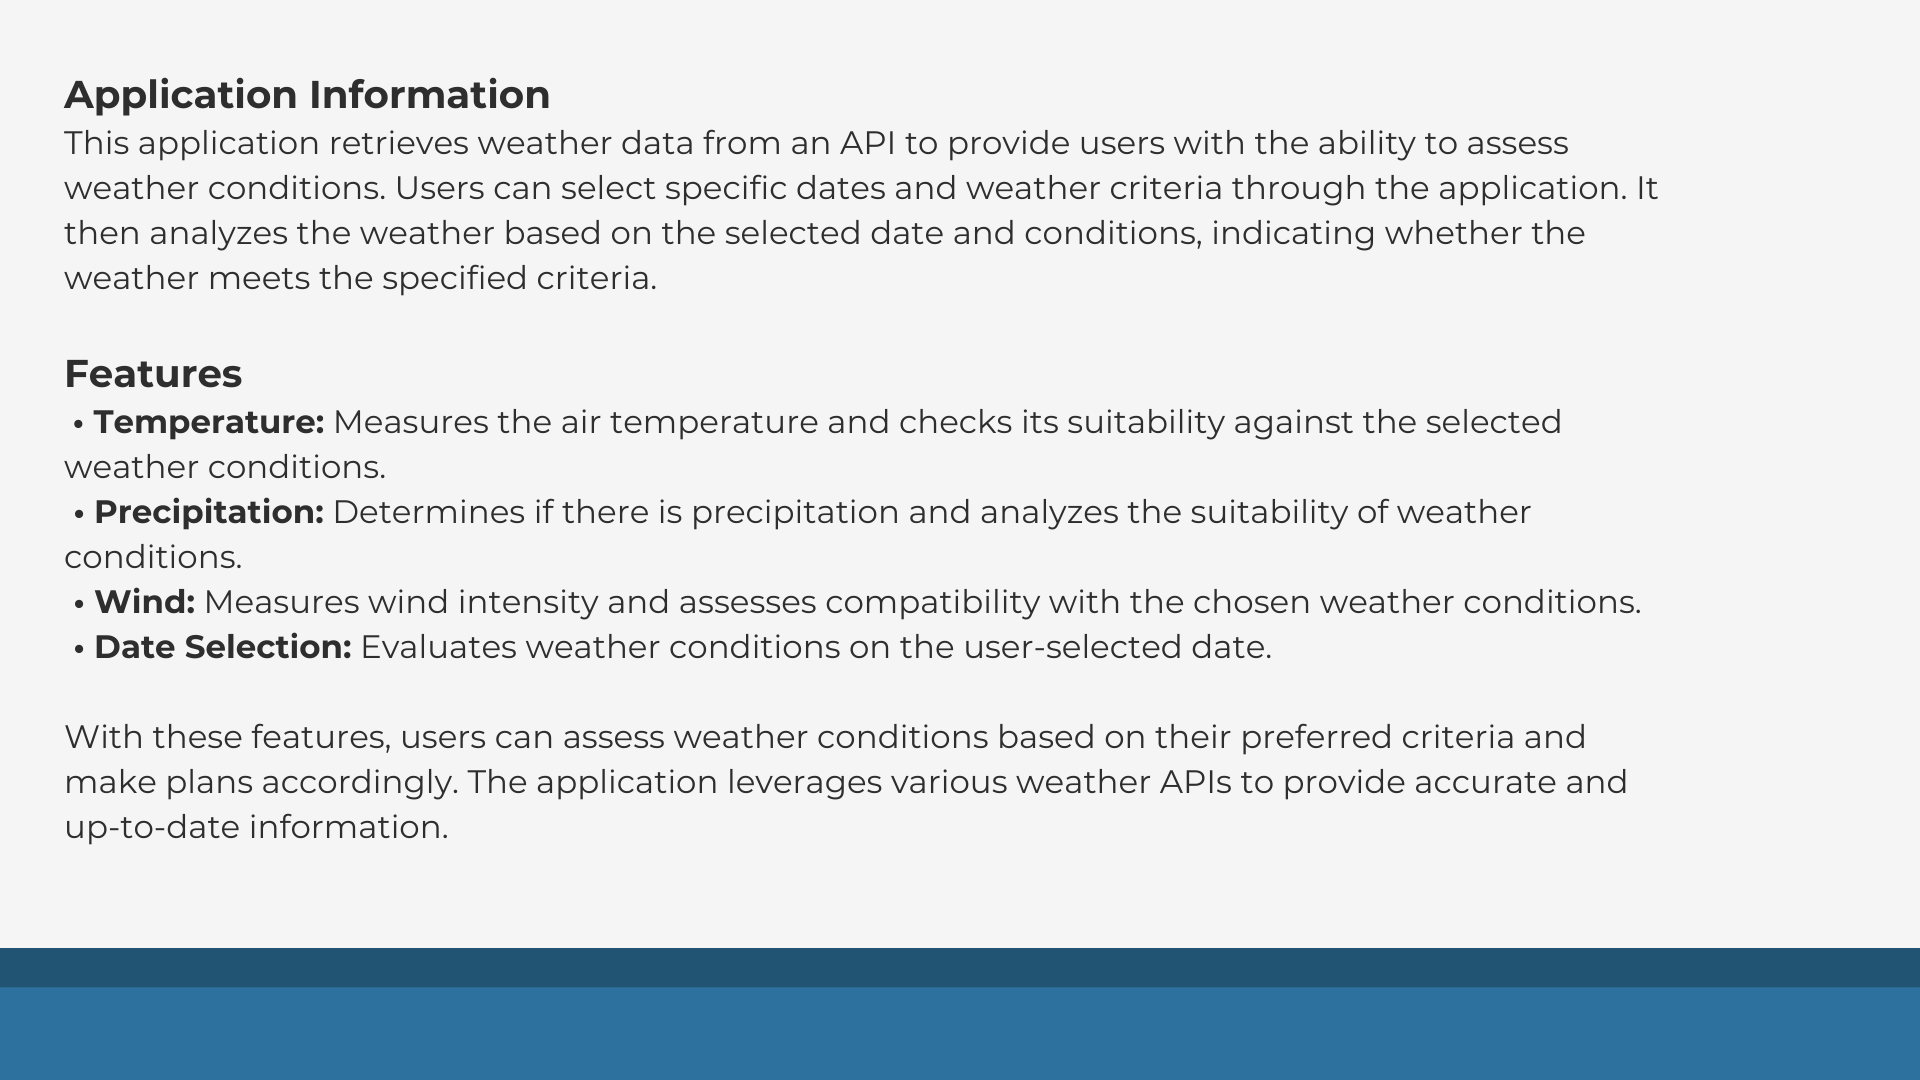 Application Information
This application retrieves weather data from an API to provide users with the ability to assess
weather conditions. Users can select specific dates and weather criteria through the application. It
then analyzes the weather based on the selected date and conditions, indicating whether the
weather meets the specified criteria.
Features
• Temperature: Measures the air temperature and checks its suitability against the selected
weather conditions.
• Precipitation: Determines if there is precipitation and analyzes the suitability of weather
conditions.
• Wind: Measures wind intensity and assesses compatibility with the chosen weather conditions.
• Date Selection: Evaluates weather conditions on the user-selected date.
With these features, users can assess weather conditions based on their preferred criteria and
make plans accordingly. The application leverages various weather APIs to provide accurate and
up-to-date information.